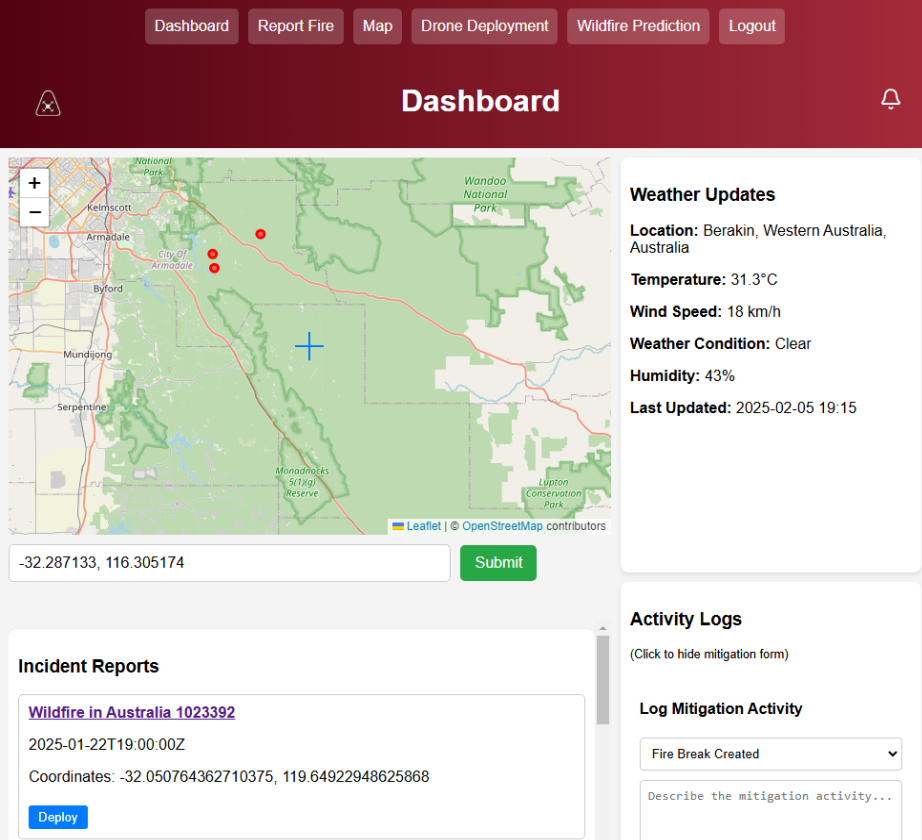 Dashboard
Report Fire
Map
Drone Deployment
Wildfire Prediction
Logout
Dashboard
+
−
National
Park
Kelmscott
Armadale
City Of
Armadale
Byford
Mundijong
Serpentine
Wandoo
National
Park
Monadnocks
5(1)(g)
Reserve
Lupton
Conservation
Park
Leaflet | © OpenStreetMap contributors
-32.287133, 116.305174
Submit
Weather Updates
Location: Berakin, Western Australia,
Australia
Temperature: 31.3°C
Wind Speed: 18 km/h
Weather Condition: Clear
Humidity: 43%
Last Updated: 2025-02-05 19:15
Incident Reports
Wildfire in Australia 1023392
2025-01-22T19:00:00Z
Coordinates: -32.050764362710375, 119.64922948625868
Deploy
Activity Logs
(Click to hide mitigation form)
Log Mitigation Activity
Fire Break Created
Describe the mitigation activity...